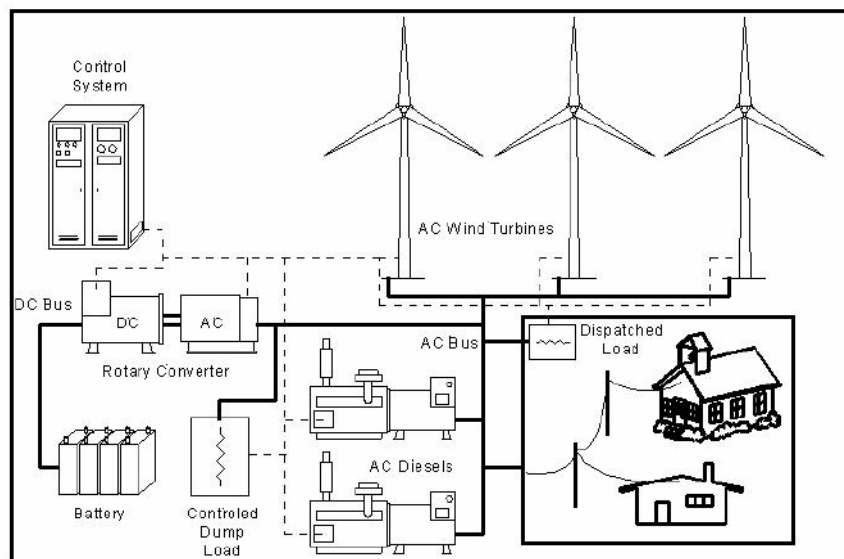 Control
System
AC Wind Turbines
DC Bus
DC
AC
Rotary Converter
AC Bus
Dispatched
Load
AC Diesels
Battery
Controled
Dump
Load